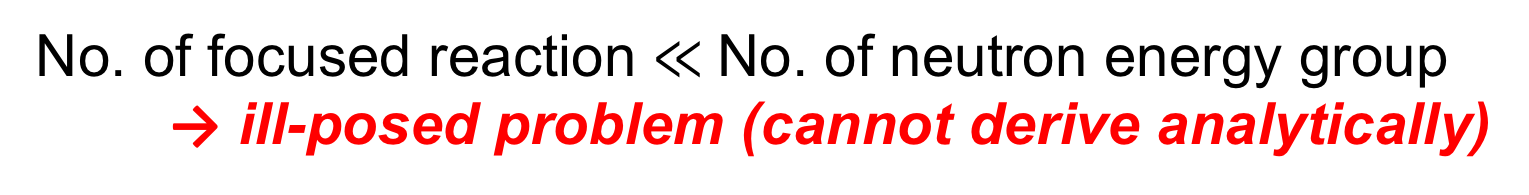 No. of focused reaction ≪ No. of neutron energy group
→ ill-posed problem (cannot derive analytically)